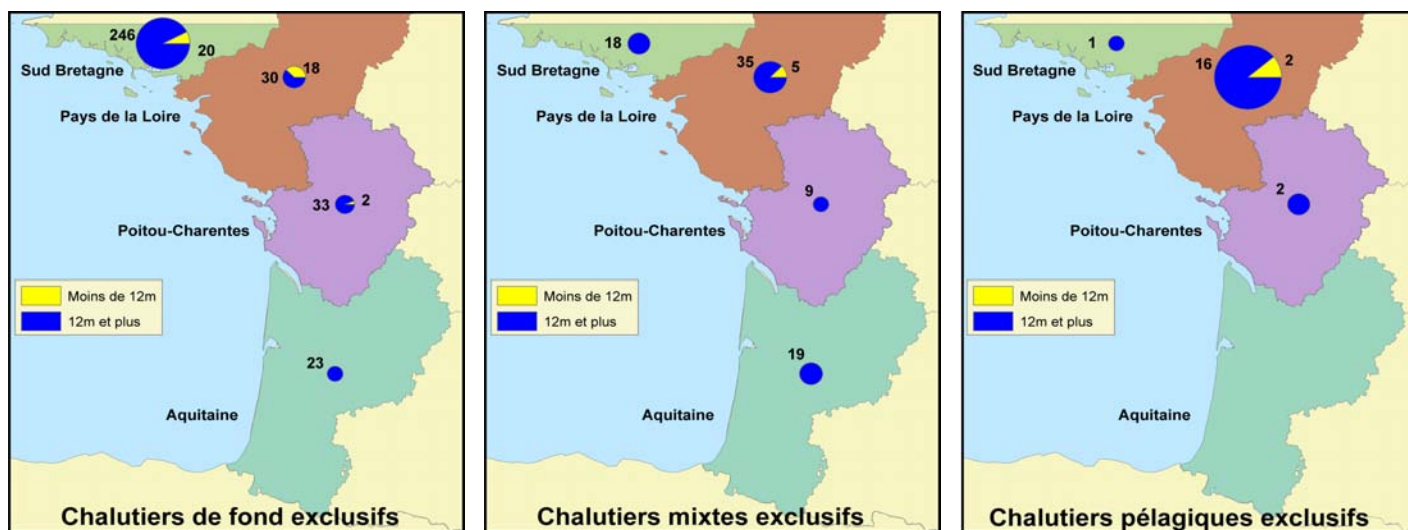 246
20
Sud Bretagne
30
18
Pays de la Loire
33
2
Poitou-Charentes
Moins de 12m
12m et plus
23
Aquitaine
Chalutiers de fond exclusifs
18
Sud Bretagne
35
5
Pays de la Loire
9
Poitou-Charentes
Moins de 12m
12m et plus
19
Aquitaine
Chalutiers mixtes exclusifs
1
Sud Bretagne
16
2
Pays de la Loire
2
Poitou-Charentes
Moins de 12m
12m et plus
Aquitaine
Chalutiers pélagiques exclusifs